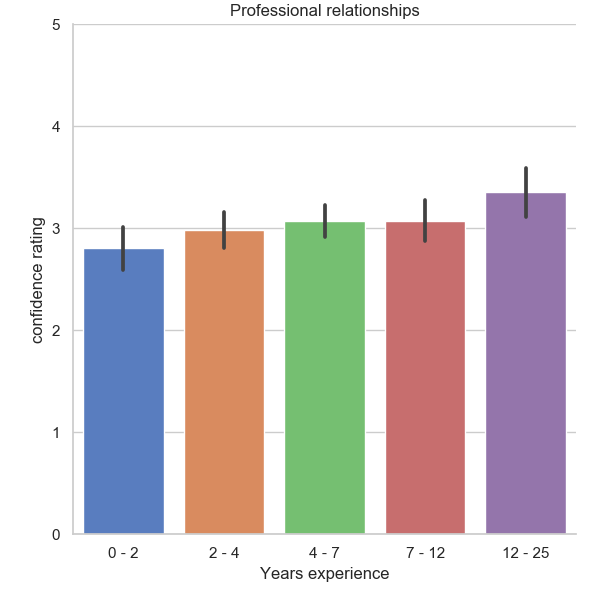 Professional relationships
5
4
3
2
1
0
confidence rating
0 - 2
2 - 4
4 - 7
7 - 12
12 - 25
Years experience